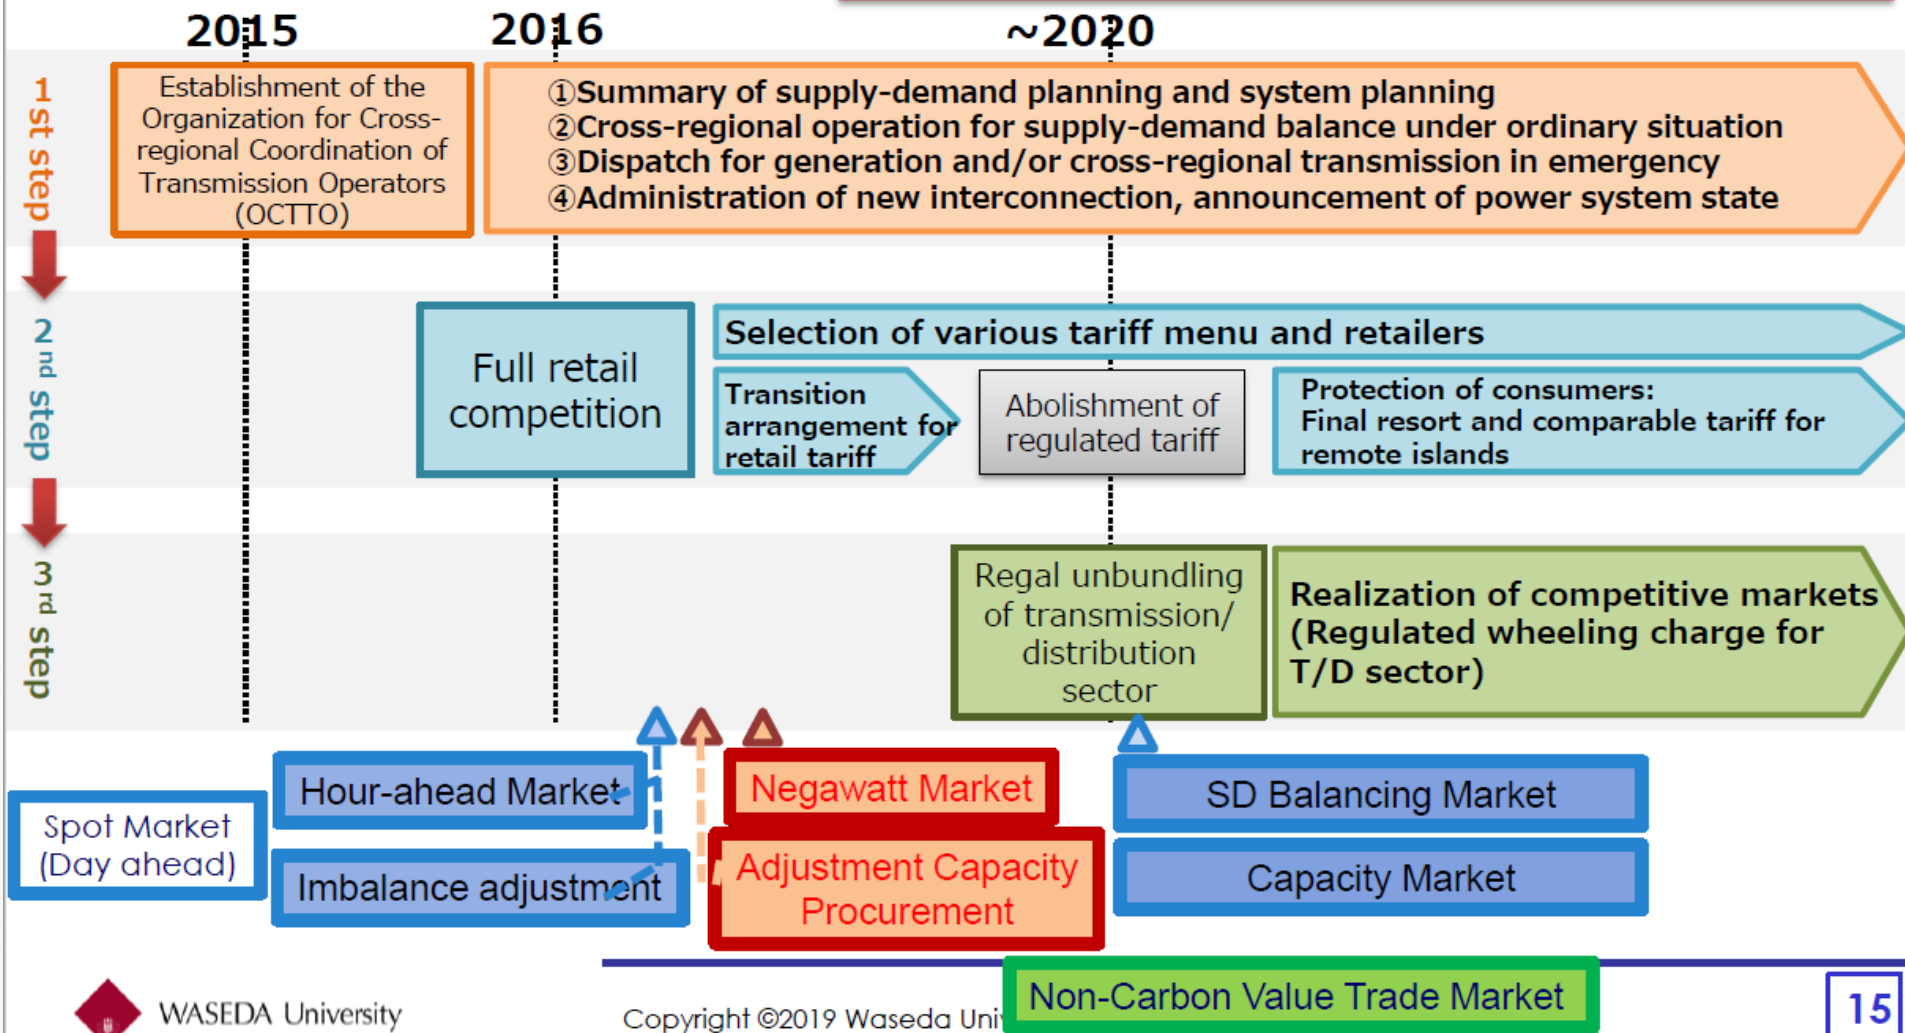 2015
2016
~2020
1st step
Establishment of the
Organization for Cross-
regional Coordination of
Transmission Operators
(OCTTO)
①Summary of supply-demand planning and system planning
②Cross-regional operation for supply-demand balance under ordinary situation
③Dispatch for generation and/or cross-regional transmission in emergency
④Administration of new interconnection, announcement of power system state
2nd step
Full retail
competition
Selection of various tariff menu and retailers
Transition
arrangement for
retail tariff
Abolishment of
regulated tariff
Protection of consumers:
Final resort and comparable tariff for
remote islands
3rd step
Regal unbundling
of transmission/
distribution
sector
Realization of competitive markets
(Regulated wheeling charge for
T/D sector)
Spot Market
(Day ahead)
Hour-ahead Market
Imbalance adjustment
Negawatt Market
Adjustment Capacity
Procurement
SD Balancing Market
Capacity Market
Non-Carbon Value Trade Market
WASEDA University
Copyright ©2019 Waseda Uni
15